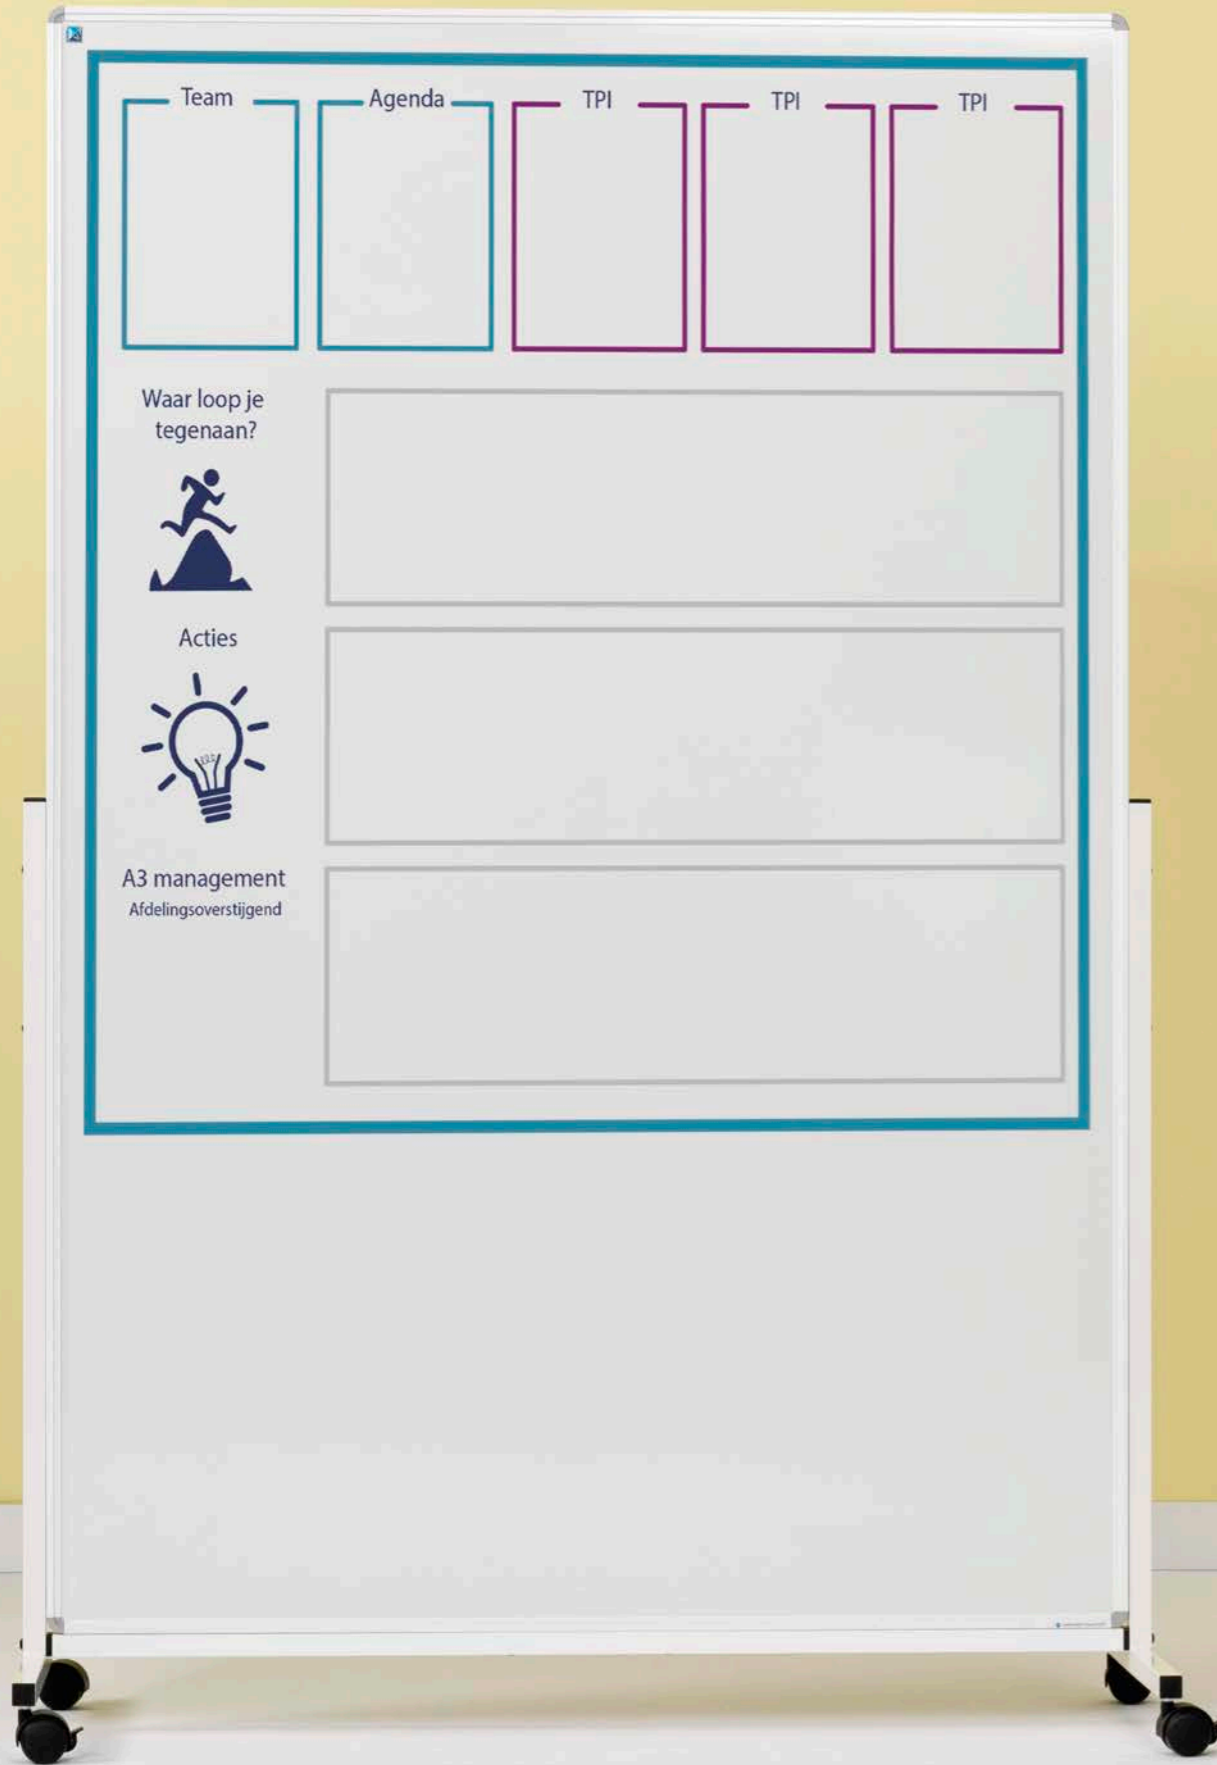 Team
Agenda
TPI
TPI
TPI
Waar loop je
tegenaan?
Acties
A3 management
Afdelingsoverstijgend